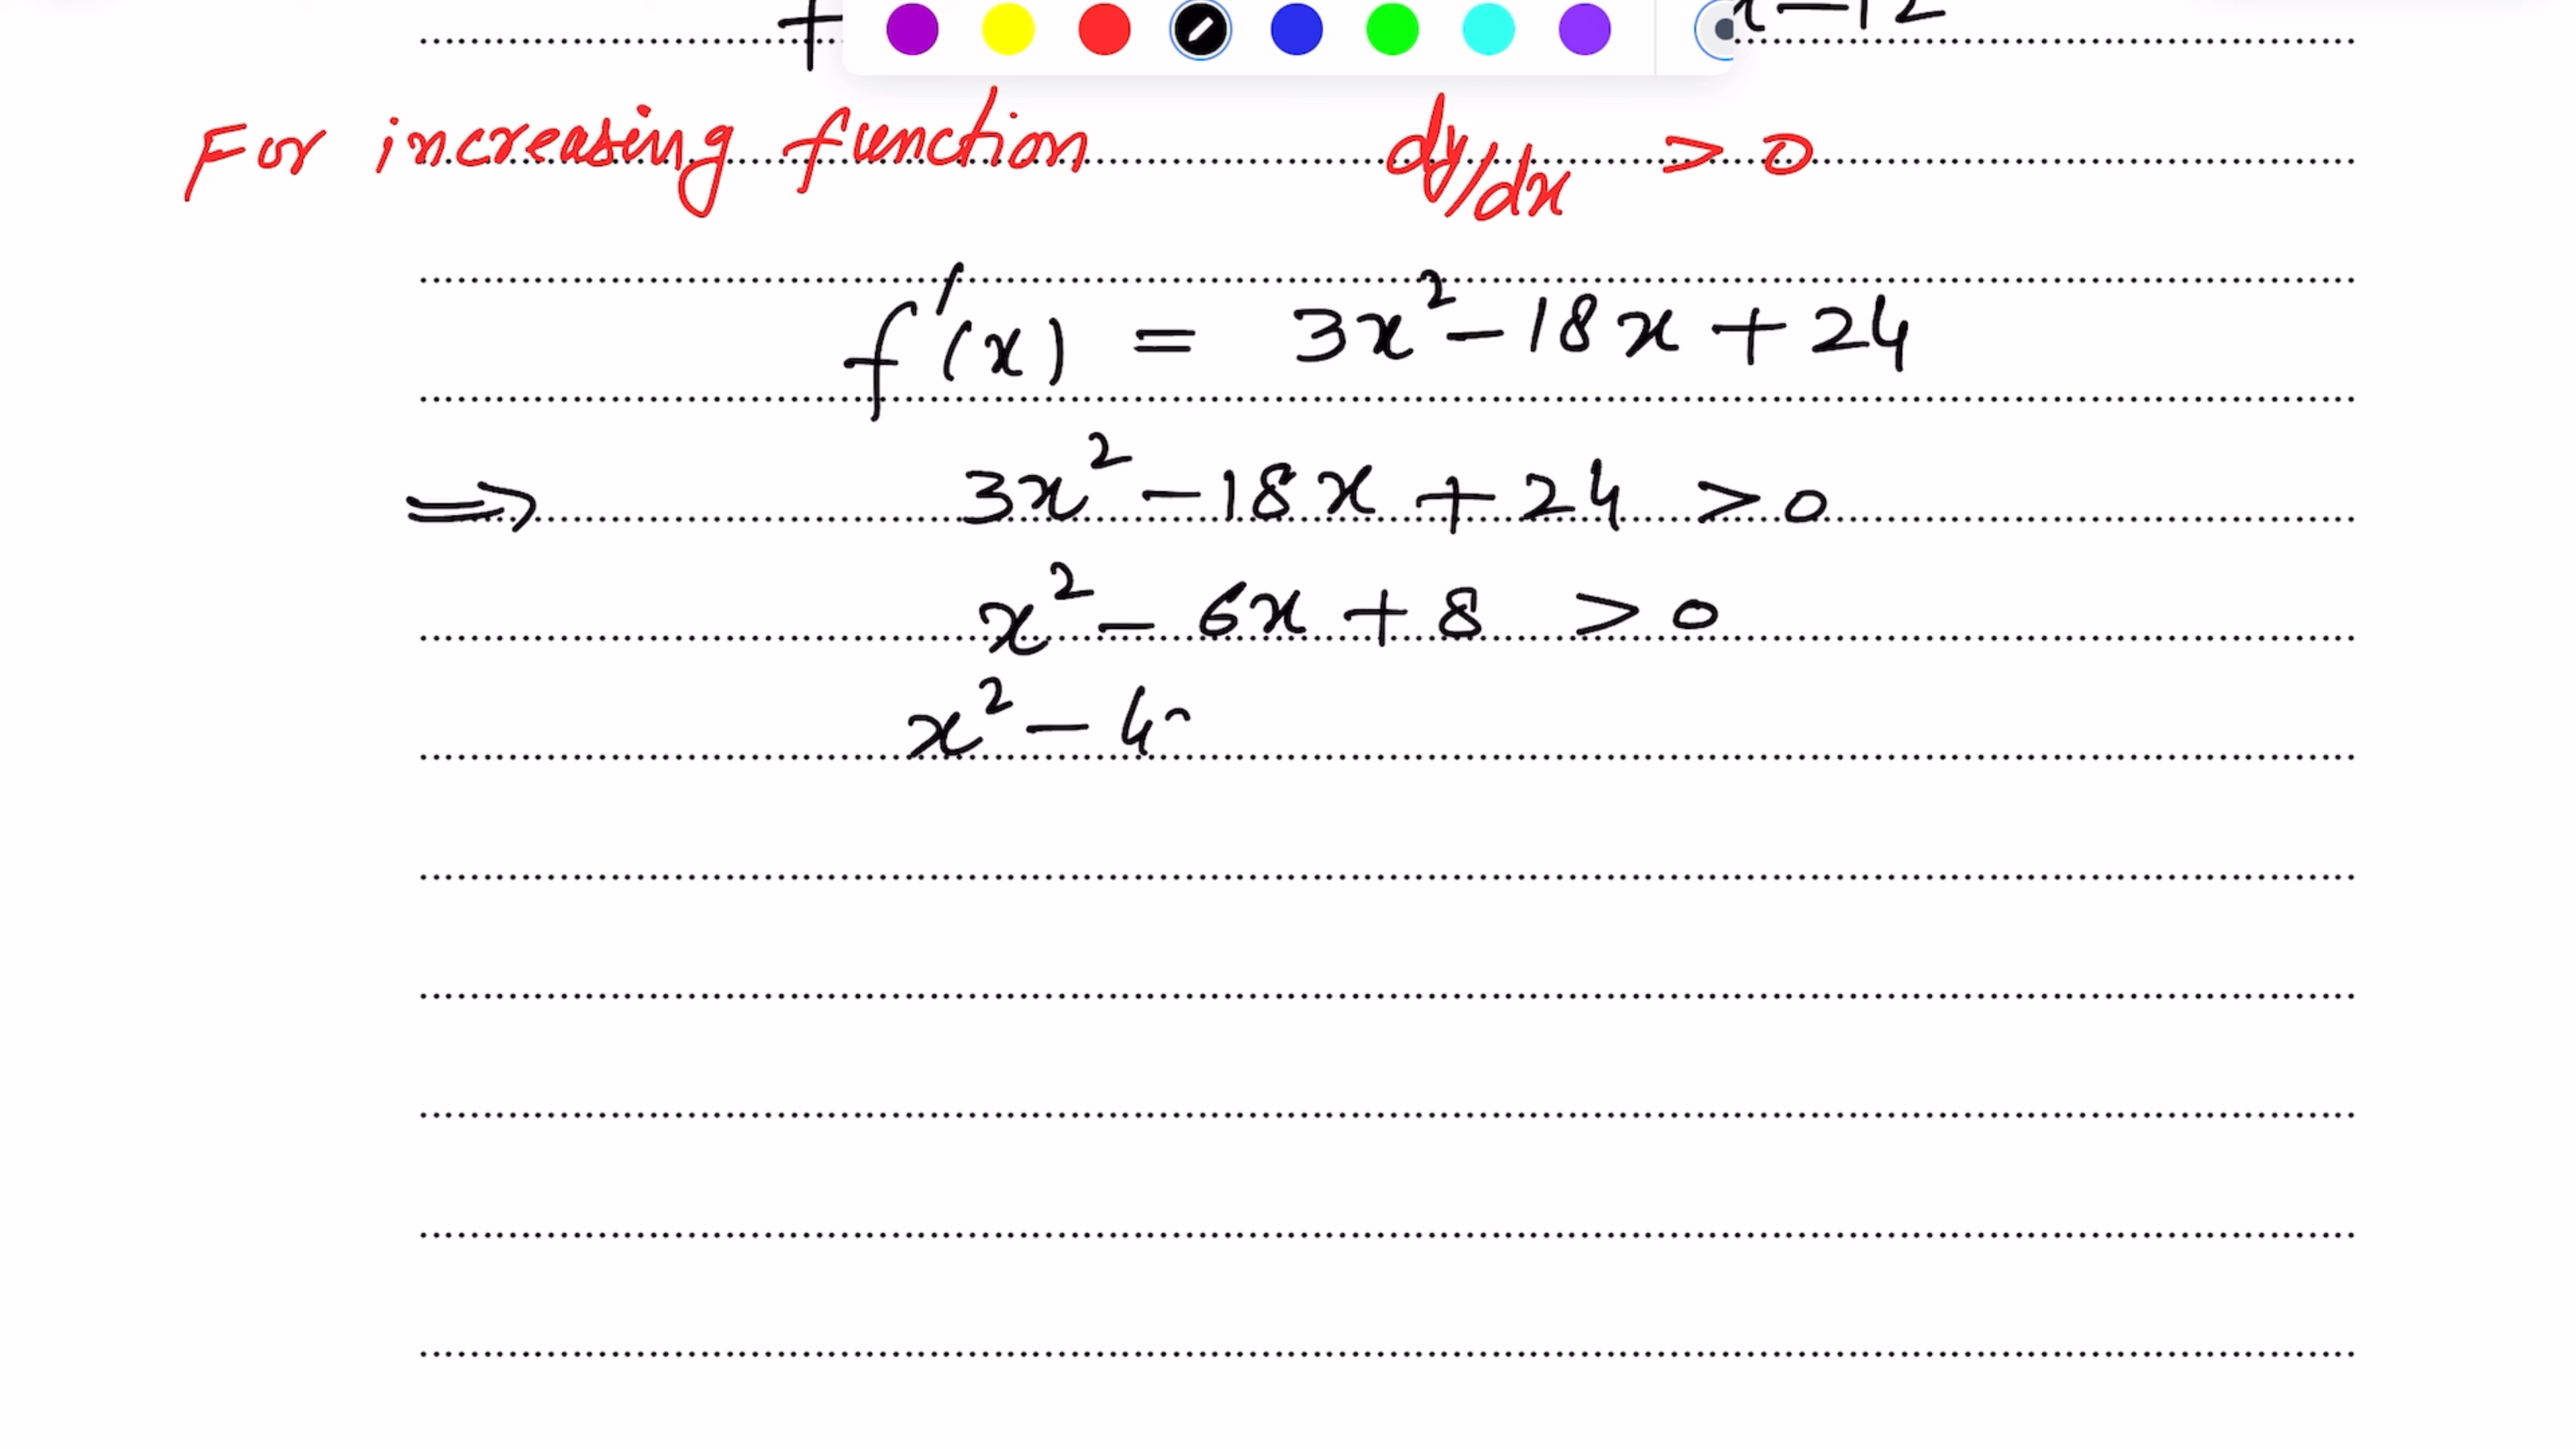 x - 12
For increasing function dy/dx > 0
f'(x) = 3x² - 18x + 24
⟹ 3x² - 18x + 24 > 0
x² - 6x + 8 > 0
x² - 4